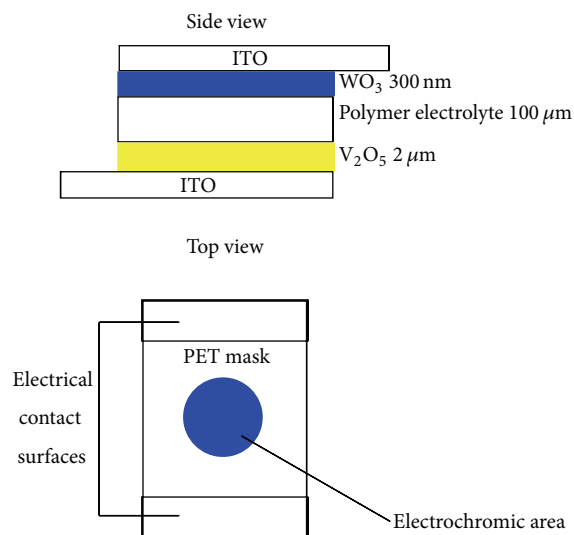 Side view
ITO
WO₃ 300 nm
Polymer electrolyte 100 μm
V₂O₅ 2 μm
ITO
Top view
PET mask
Electrical
contact
surfaces
Electrochromic area